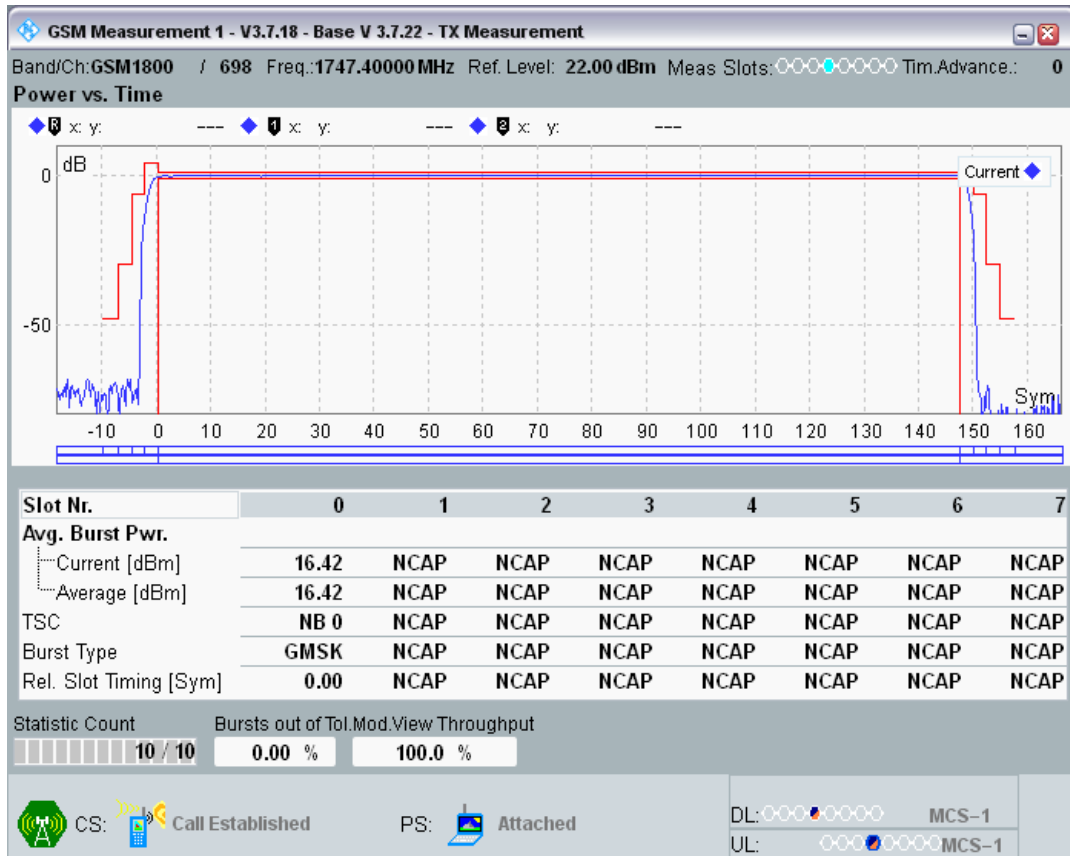 GSM Measurement 1 - V3.7.18 - Base V 3.7.22 - TX Measurement
Band/Ch:GSM1800 / 698 Freq.:1747.40000 MHz Ref. Level: 22.00 dBm Meas Slots: Tim.Advance.: 0
Power vs. Time
R x: y: --- 1 x: y: --- 2 x: y: ---
dB
0
Current
-50
Sym
-10 0 10 20 30 40 50 60 70 80 90 100 110 120 130 140 150 160
Slot Nr. 0 1 2 3 4 5 6 7
Avg. Burst Pwr.
Current [dBm] 16.42 NCAP NCAP NCAP NCAP NCAP NCAP NCAP
Average [dBm] 16.42 NCAP NCAP NCAP NCAP NCAP NCAP NCAP
TSC NB 0 NCAP NCAP NCAP NCAP NCAP NCAP NCAP
Burst Type GMSK NCAP NCAP NCAP NCAP NCAP NCAP NCAP
Rel. Slot Timing [Sym] 0.00 NCAP NCAP NCAP NCAP NCAP NCAP NCAP
Statistic Count Bursts out of Tol.Mod.View Throughput
10 / 10 0.00 % 100.0 %
CS: Call Established PS: Attached
DL: MCS-1
UL: MCS-1